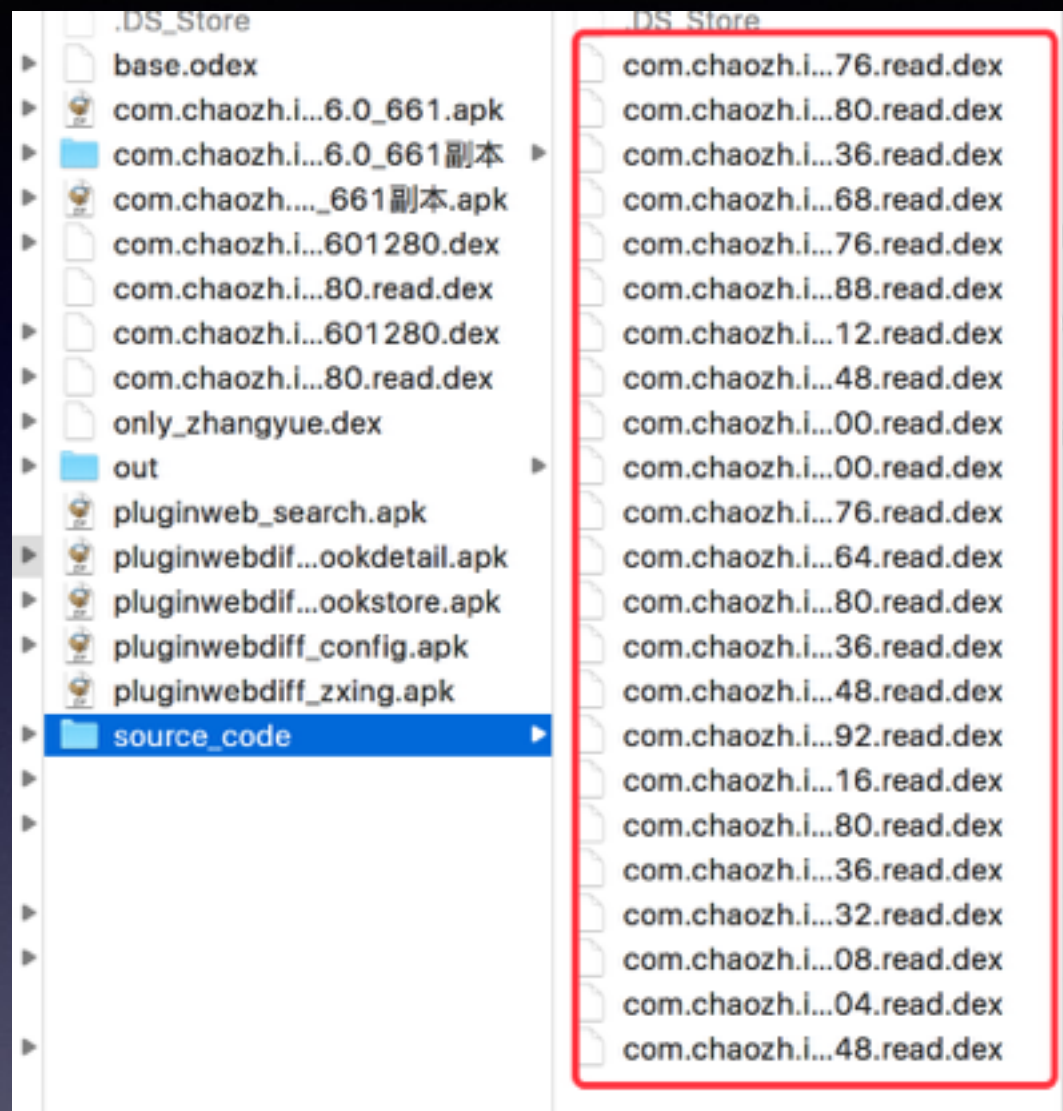 .DS_Store
base.odex
com.chaozh.i...6.0_661.apk
com.chaozh.i...6.0_661副本
com.chaozh...._661副本.apk
com.chaozh.i...601280.dex
com.chaozh.i...80.read.dex
com.chaozh.i...601280.dex
com.chaozh.i...80.read.dex
only_zhangyue.dex
out
pluginweb_search.apk
pluginwebdif...ookdetail.apk
pluginwebdif...ookstore.apk
pluginwebdiff_config.apk
pluginwebdiff_zxing.apk
source_code
.DS_Store
com.chaozh.i...76.read.dex
com.chaozh.i...80.read.dex
com.chaozh.i...36.read.dex
com.chaozh.i...68.read.dex
com.chaozh.i...76.read.dex
com.chaozh.i...88.read.dex
com.chaozh.i...12.read.dex
com.chaozh.i...48.read.dex
com.chaozh.i...00.read.dex
com.chaozh.i...00.read.dex
com.chaozh.i...76.read.dex
com.chaozh.i...64.read.dex
com.chaozh.i...80.read.dex
com.chaozh.i...36.read.dex
com.chaozh.i...48.read.dex
com.chaozh.i...92.read.dex
com.chaozh.i...16.read.dex
com.chaozh.i...80.read.dex
com.chaozh.i...36.read.dex
com.chaozh.i...32.read.dex
com.chaozh.i...08.read.dex
com.chaozh.i...04.read.dex
com.chaozh.i...48.read.dex